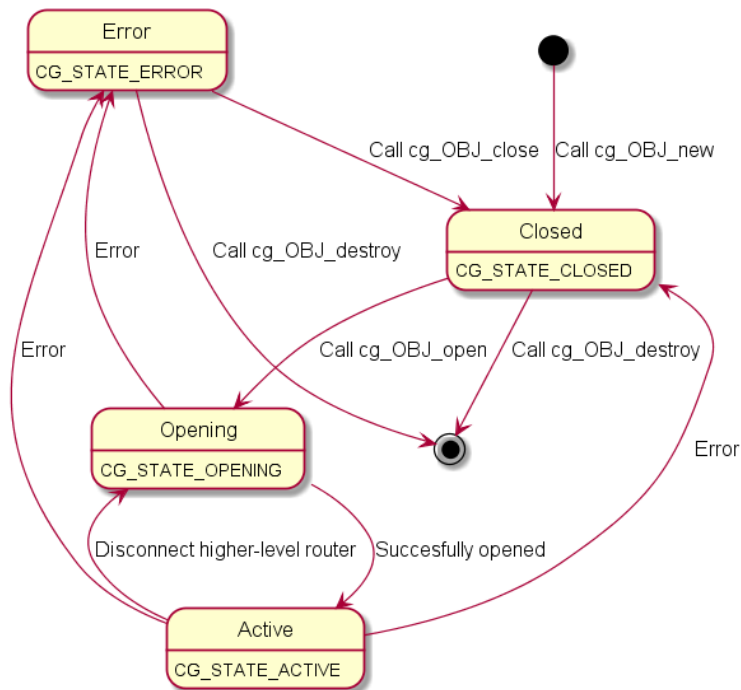 Error
CG_STATE_ERROR
Call cg_OBJ_close
Call cg_OBJ_new
Closed
CG_STATE_CLOSED
Error
Call cg_OBJ_destroy
Error
Call cg_OBJ_open
Call cg_OBJ_destroy
Opening
CG_STATE_OPENING
Error
Disconnect higher-level router
Succesfully opened
Active
CG_STATE_ACTIVE